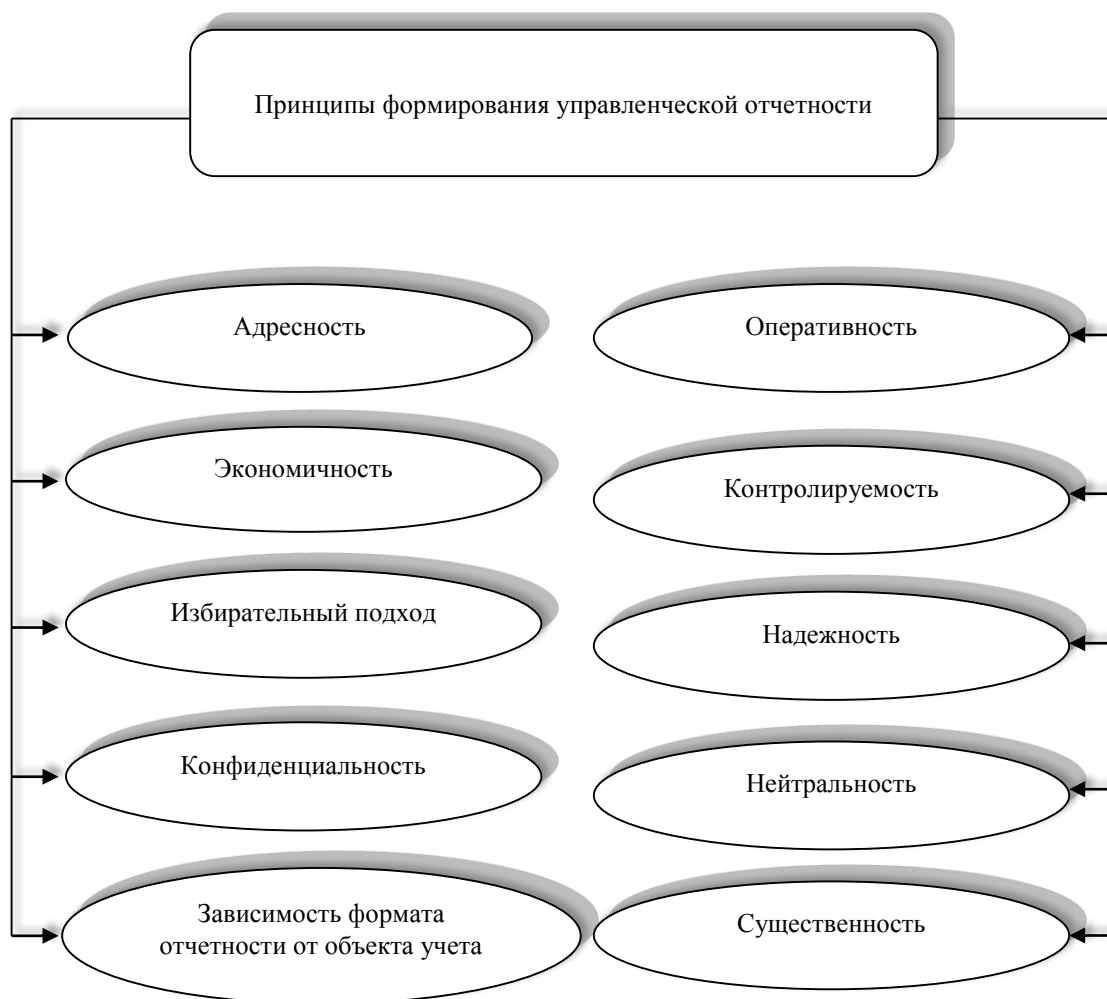 Принципы формирования управленческой отчетности
Адресность
Оперативность
Экономичность
Контролируемость
Избирательный подход
Надежность
Конфиденциальность
Нейтральность
Зависимость формата
отчетности от объекта учета
Существенность